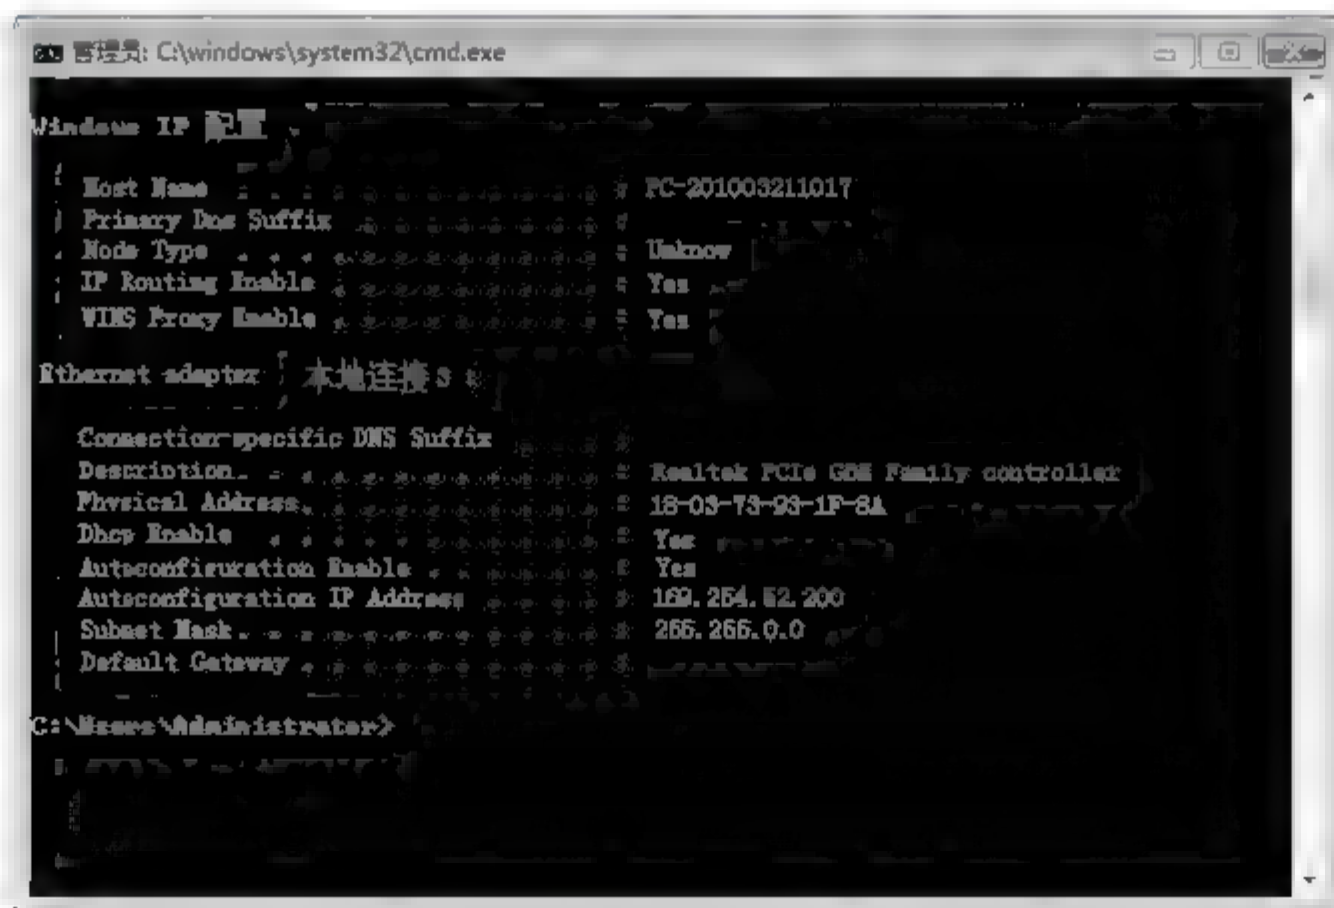 管理员: C:\windows\system32\cmd.exe
Windows IP 配置
Host Name . . . . . . . . . . . . : PC-201003211017
Primary Dns Suffix . . . . . . . . :
Node Type . . . . . . . . . . . . : Unknow
IP Routing Enable . . . . . . . . . : Yes
WINS Proxy Enable . . . . . . . . . : Yes
Ethernet adapter 本地连接 3 :
Connection-specific DNS Suffix . . . :
Description. . . . . . . . . . . . : Realtek PCIe GBE Family controller
Physical Address. . . . . . . . . . : 18-03-73-93-1F-8A
Dhcp Enable . . . . . . . . . . . : Yes
Autoconfiguration Enable . . . . . . : Yes
Autoconfiguration IP Address . . . . : 169.254.52.200
Subnet Mask. . . . . . . . . . . . : 255.255.0.0
Default Gateway . . . . . . . . . . :
C:\Users\Administrator>